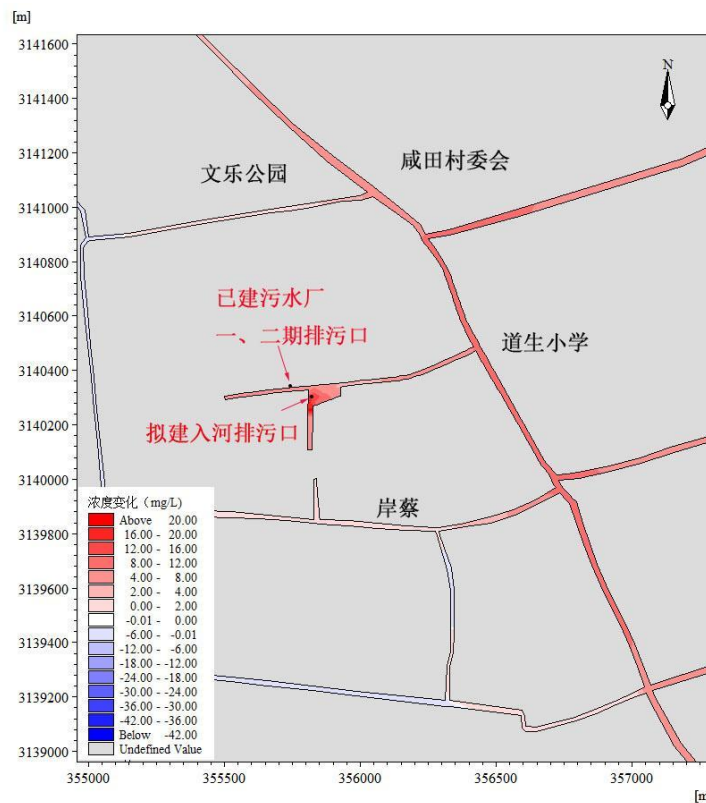 [m]
3141600
3141400
3141200
3141000
3140800
3140600
3140400
3140200
3140000
3139800
3139600
3139400
3139200
3139000
N
咸田村委会
文乐公园
已建污水厂
一、二期排污口
道生小学
拟建入河排污口
岸蔡
浓度变化（mg/L）
Above 20.00
16.00 - 20.00
12.00 - 16.00
8.00 - 12.00
4.00 - 8.00
2.00 - 4.00
0.00 - 2.00
-0.01 - 0.00
-6.00 - -0.01
-12.00 - -6.00
-18.00 - -12.00
-24.00 - -18.00
-30.00 - -24.00
-36.00 - -30.00
-42.00 - -36.00
Below -42.00
Undefined Value
355000 355500 356000 356500 357000
[m